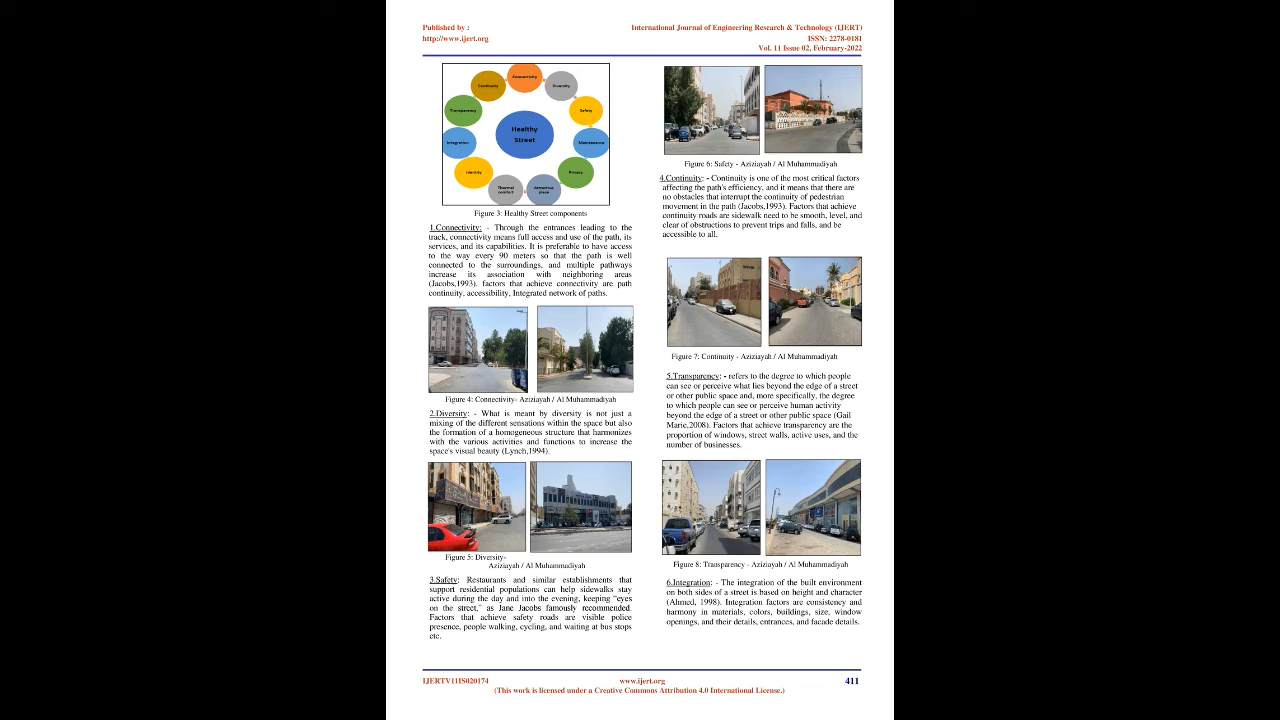 Published by :
http://www.ijert.org
International Journal of Engineering Research & Technology (IJERT)
ISSN: 2278-0181
Vol. 11 Issue 02, February-2022
Connectivity
Diversity
Safety
Maintenance
Privacy
Attractive
place
Thermal
comfort
Identity
Integration
Transparency
Continuity
Healthy
Street
Figure 3: Healthy Street components
1.Connectivity: - Through the entrances leading to the
track, connectivity means full access and use of the path, its
services, and its capabilities. It is preferable to have access
to the way every 90 meters so that the path is well
connected to the surroundings, and multiple pathways
increase its association with neighboring areas
(Jacobs,1993). factors that achieve connectivity are path
continuity, accessibility, Integrated network of paths.
Figure 4: Connectivity- Aziziayah / Al Muhammadiyah
2.Diversity: - What is meant by diversity is not just a
mixing of the different sensations within the space but also
the formation of a homogeneous structure that harmonizes
with the various activities and functions to increase the
space's visual beauty (Lynch,1994).
Figure 5: Diversity-
Aziziayah / Al Muhammadiyah
3.Safety: Restaurants and similar establishments that
support residential populations can help sidewalks stay
active during the day and into the evening, keeping “eyes
on the street,” as Jane Jacobs famously recommended.
Factors that achieve safety roads are visible police
presence, people walking, cycling, and waiting at bus stops
etc.
Figure 6: Safety - Aziziayah / Al Muhammadiyah
4.Continuity: - Continuity is one of the most critical factors
affecting the path's efficiency, and it means that there are
no obstacles that interrupt the continuity of pedestrian
movement in the path (Jacobs,1993). Factors that achieve
continuity roads are sidewalk need to be smooth, level, and
clear of obstructions to prevent trips and falls, and be
accessible to all.
Figure 7: Continuity - Aziziayah / Al Muhammadiyah
5.Transparency: - refers to the degree to which people
can see or perceive what lies beyond the edge of a street
or other public space and, more specifically, the degree
to which people can see or perceive human activity
beyond the edge of a street or other public space (Gail
Marie,2008). Factors that achieve transparency are the
proportion of windows, street walls, active uses, and the
number of businesses.
Figure 8: Transparency - Aziziayah / Al Muhammadiyah
6.Integration: - The integration of the built environment
on both sides of a street is based on height and character
(Ahmed, 1998). Integration factors are consistency and
harmony in materials, colors, buildings, size, window
openings, and their details, entrances, and facade details.
IJERTV11IS020174
www.ijert.org
411
(This work is licensed under a Creative Commons Attribution 4.0 International License.)